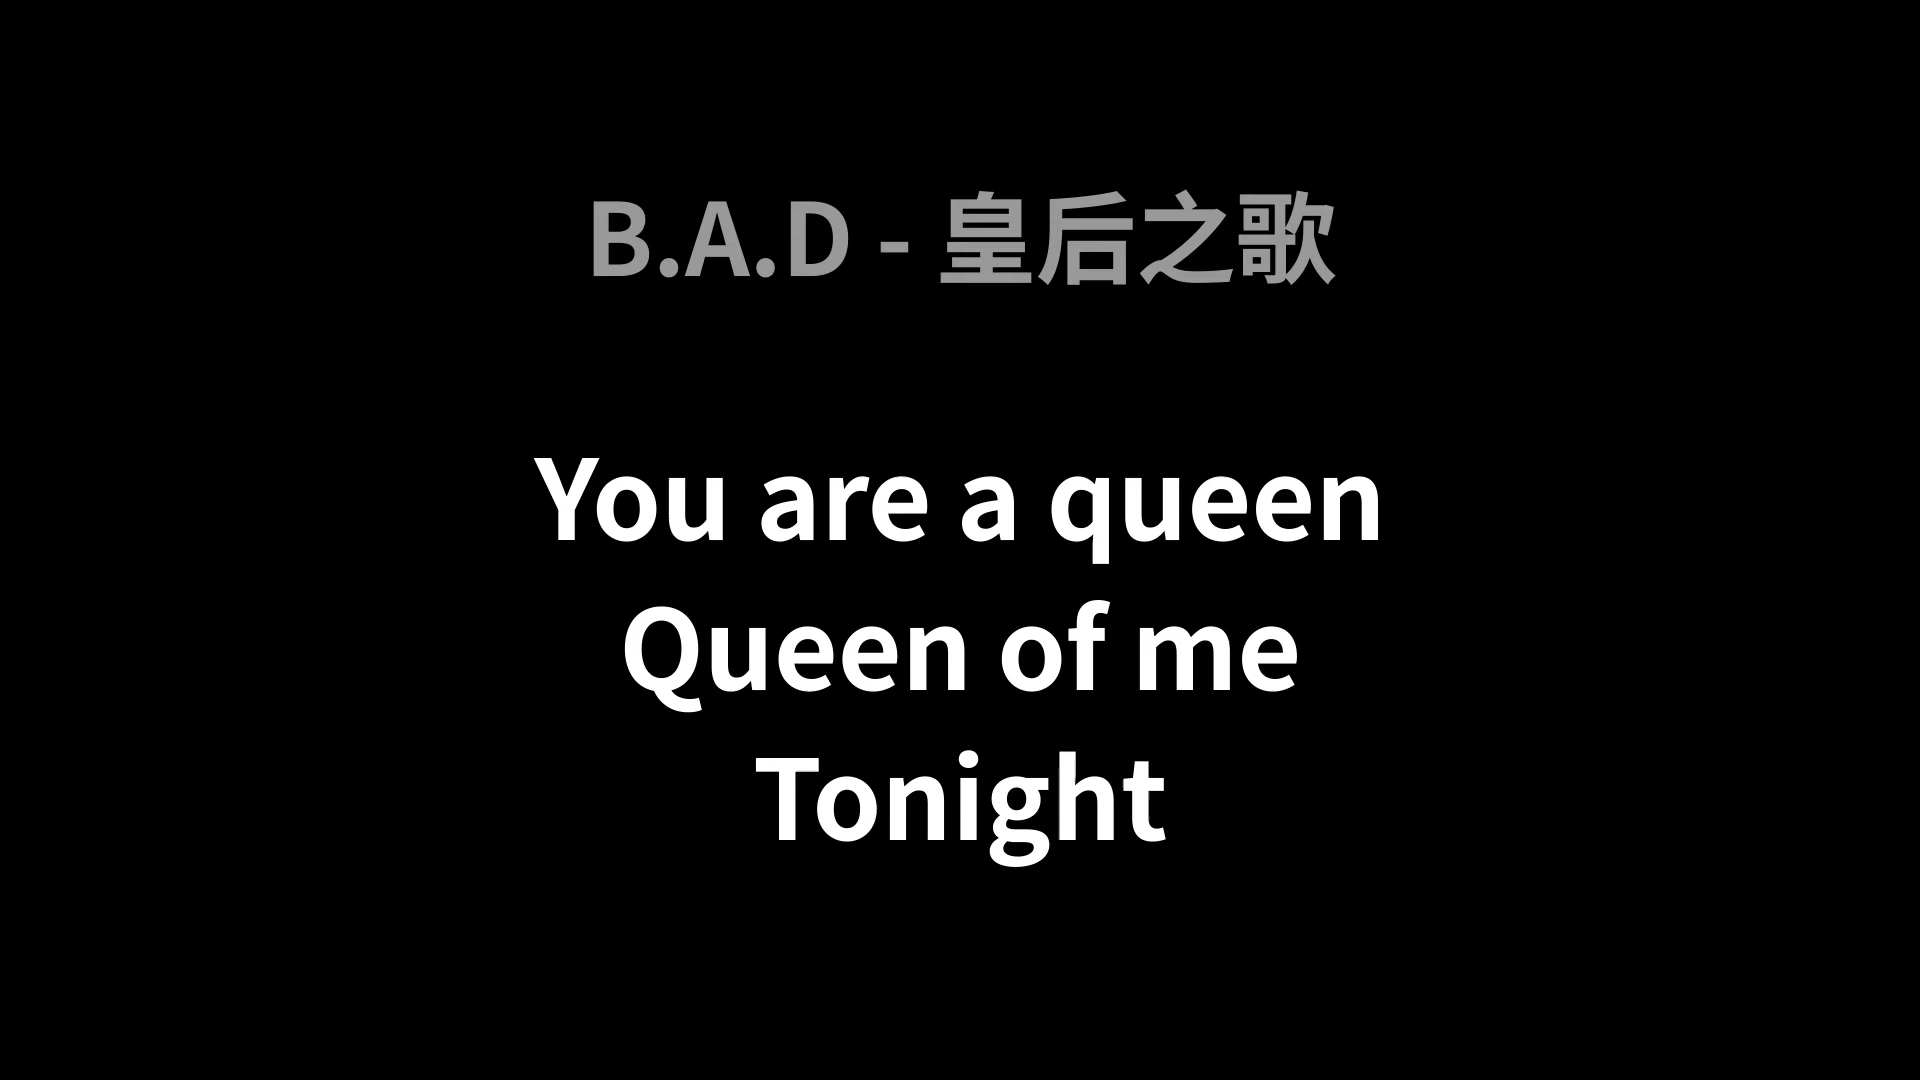 B.A.D - 皇后之歌
You are a queen
Queen of me
Tonight